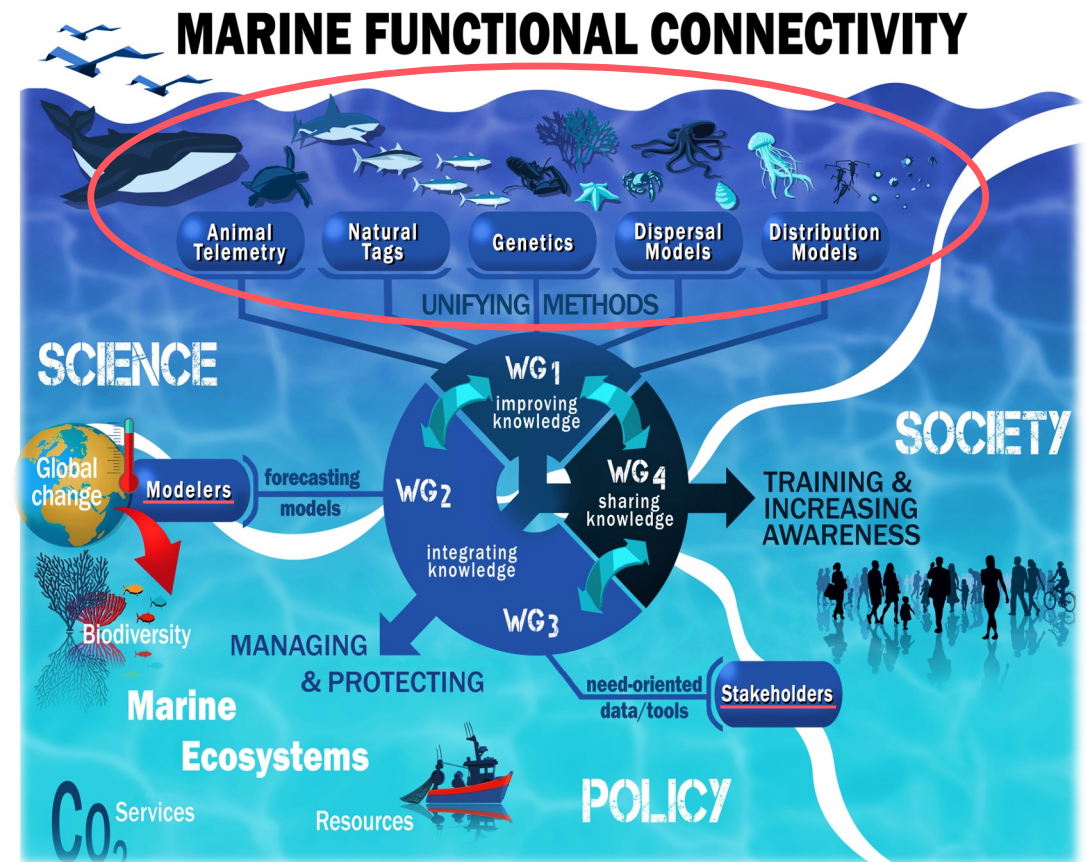 MARINE FUNCTIONAL CONNECTIVITY
Animal
Telemetry
Natural
Tags
Genetics
Dispersal
Models
Distribution
Models
UNIFYING METHODS
SCIENCE
WG1
improving
knowledge
SOCIETY
Global
change
Modelers
forecasting
models
WG2
integrating
knowledge
WG4
sharing
knowledge
TRAINING &
INCREASING
AWARENESS
WG3
Biodiversity
MANAGING
& PROTECTING
need-oriented
data/tools
Stakeholders
Marine
Ecosystems
CO2
Services
Resources
POLICY